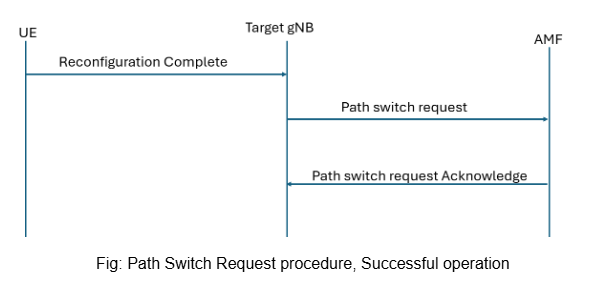 UE
Target gNB
AMF
Reconfiguration Complete
Path switch request
Path switch request Acknowledge
Fig: Path Switch Request procedure, Successful operation